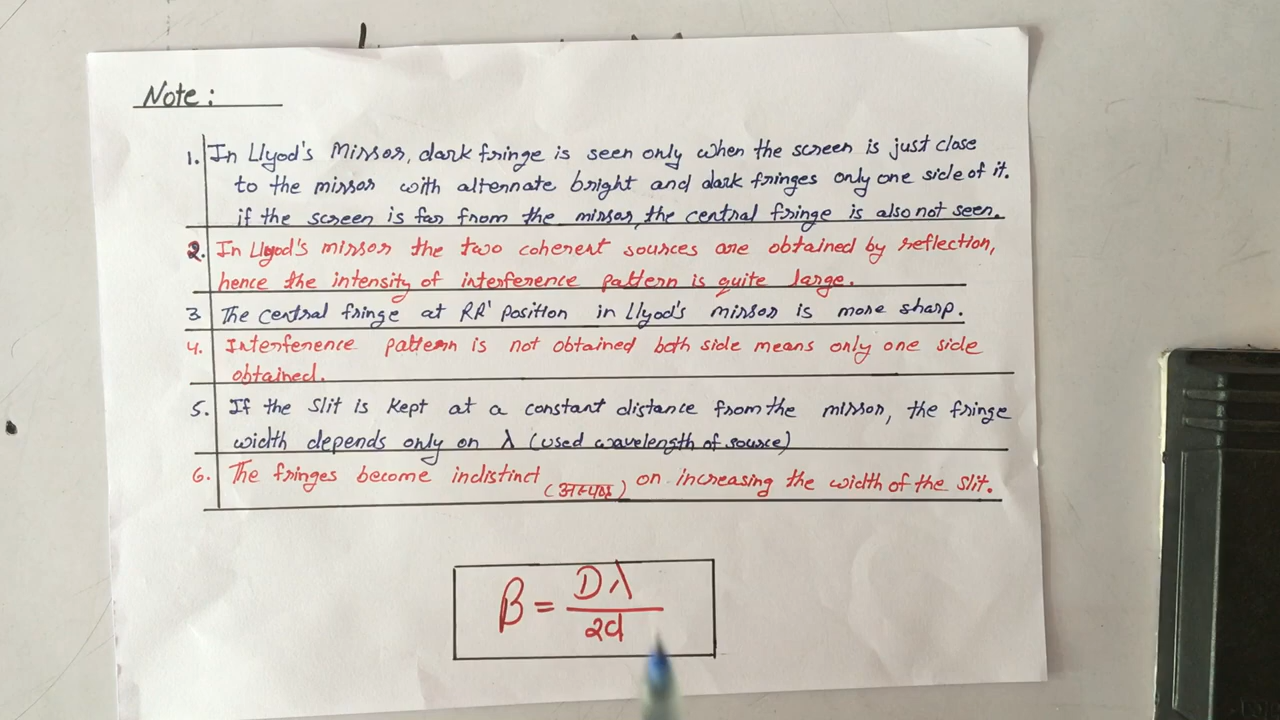 Note:
1. In Llyod's Mirror, dark fringe is seen only when the screen is just close
to the mirror with alternate bright and dark fringes only one side of it.
if the screen is far from the mirror, the central fringe is also not seen.
2. In Llyod's mirror the two coherent sources are obtained by reflection,
hence the intensity of interference pattern is quite large.
3 The central fringe at RR' Position in Llyod's mirror is more sharp.
4. Interference pattern is not obtained both side means only one side
obtained.
5. If the Slit is Kept at a constant distance from the mirror, the fringe
width depends only on λ (used wavelength of source)
6. The fringes become indistinct (अस्पष्ट) on increasing the width of the slit.
β = Dλ / 2d